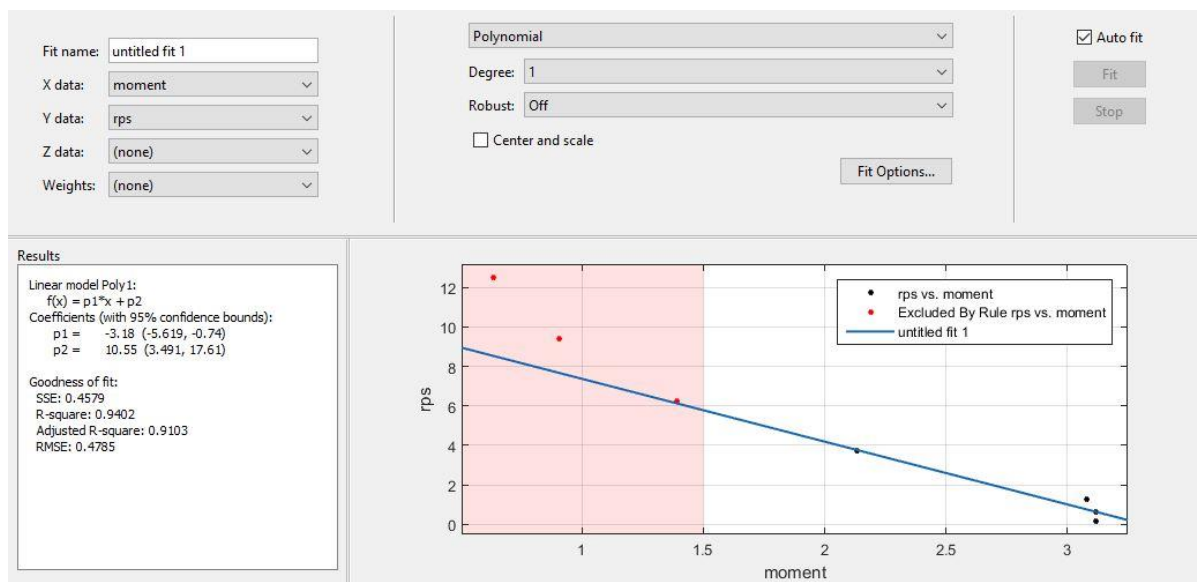 Fit name: untitled fit 1
X data: moment
Y data: rps
Z data: (none)
Weights: (none)
Polynomial
Degree: 1
Robust: Off
Center and scale
Fit Options...
Auto fit
Fit
Stop
Results
Linear model Poly1:
f(x) = p1*x + p2
Coefficients (with 95% confidence bounds):
p1 = -3.18 (-5.619, -0.74)
p2 = 10.55 (3.491, 17.61)
Goodness of fit:
SSE: 0.4579
R-square: 0.9402
Adjusted R-square: 0.9103
RMSE: 0.4785
rps vs. moment
Excluded By Rule rps vs. moment
untitled fit 1
rps
12
10
8
6
4
2
0
1 1.5 2 2.5 3
moment